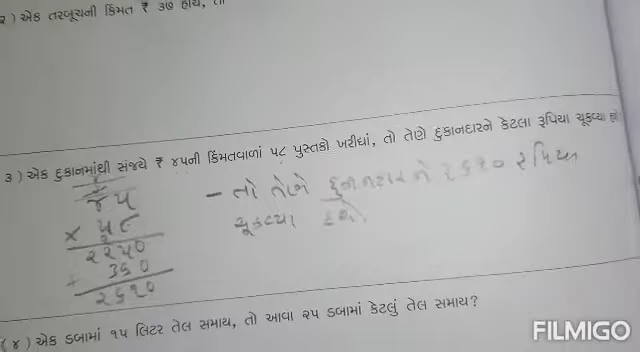 ૨) એક તરબૂચની કિંમત ₹ ૩૭ હોય, તો
૩) એક દુકાનમાંથી સંજયે ₹ ૪૫ની કિંમતવાળાં ૫૮ પુસ્તકો ખરીદ્યાં, તો તેણે દુકાનદારને કેટલા રૂપિયા ચૂકવ્યા હશે
૪૫
× ૫૮
૨૨૫૦
+ ૩૬૦
૨૬૧૦
– તો તેણે દુકાનદારને ૨૬૧૦ રૂપિયા
ચૂકવ્યા હશે
(૪) એક ડબામાં ૧૫ લિટર તેલ સમાય, તો આવા ૨૫ ડબામાં કેટલું તેલ સમાય?
FILMIGO